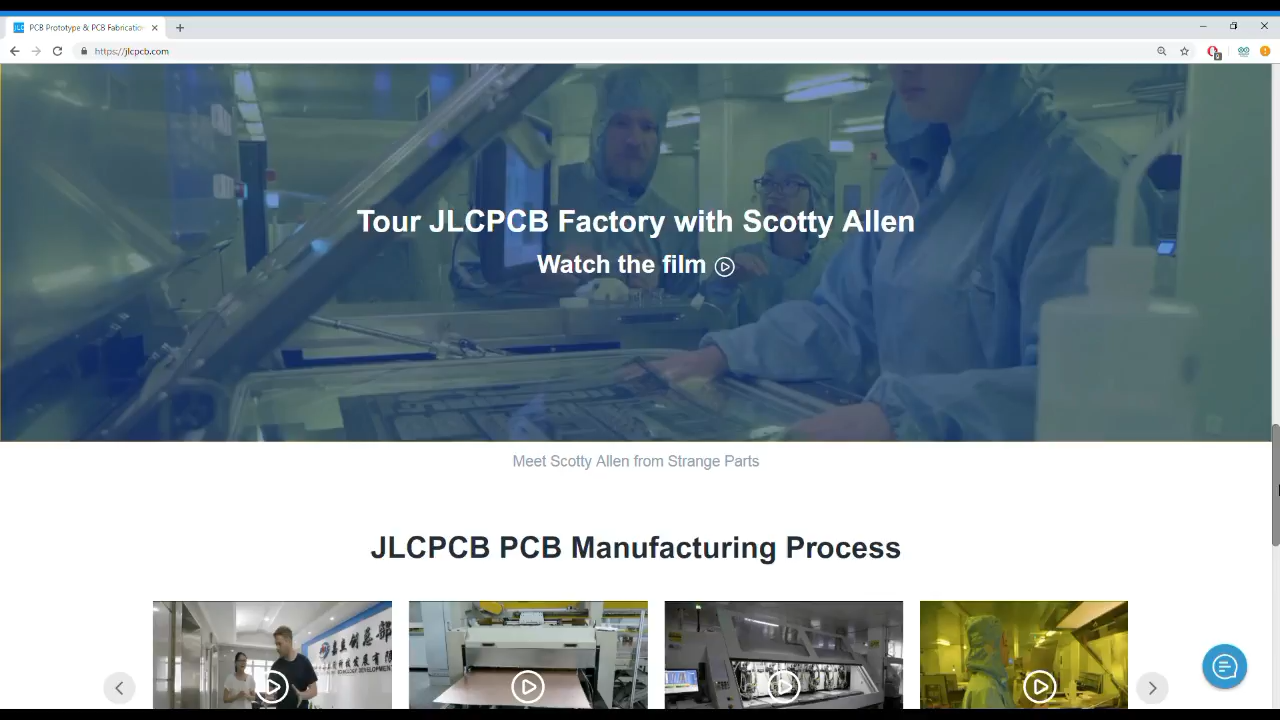 PCB Prototype & PCB Fabricatio
https://jlcpcb.com
Tour JLCPCB Factory with Scotty Allen
Watch the film
Meet Scotty Allen from Strange Parts
JLCPCB PCB Manufacturing Process